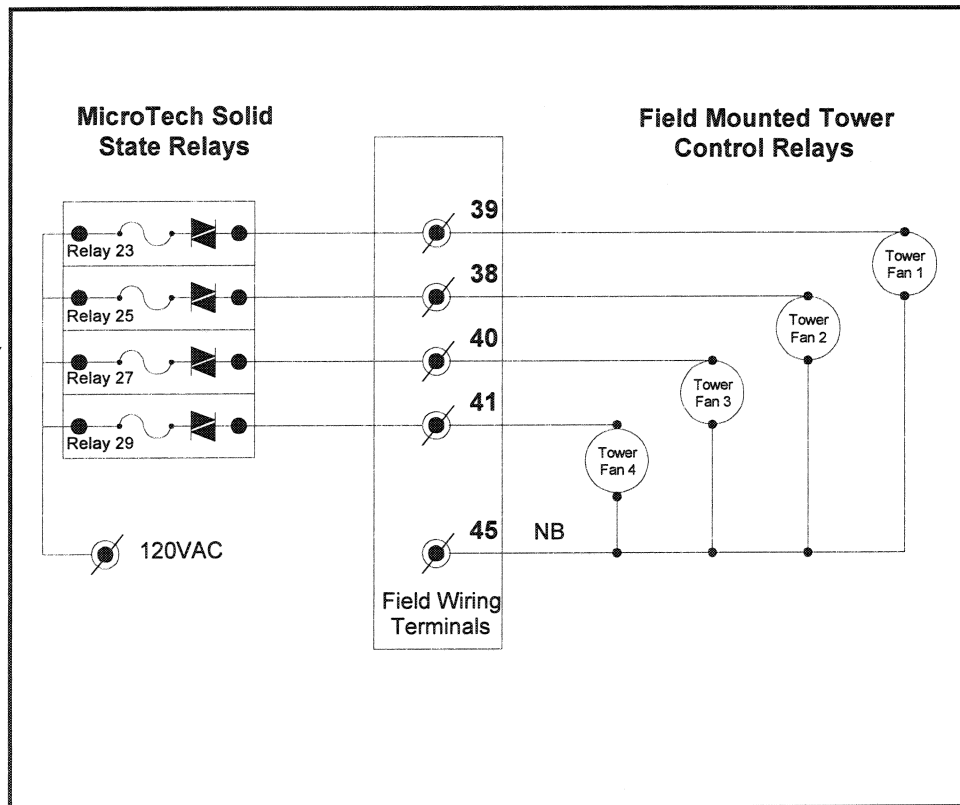 MicroTech Solid
State Relays
Field Mounted Tower
Control Relays
Relay 23
39
Tower
Fan 1
Relay 25
38
Tower
Fan 2
Relay 27
40
Tower
Fan 3
Relay 29
41
Tower
Fan 4
120VAC
45
NB
Field Wiring
Terminals